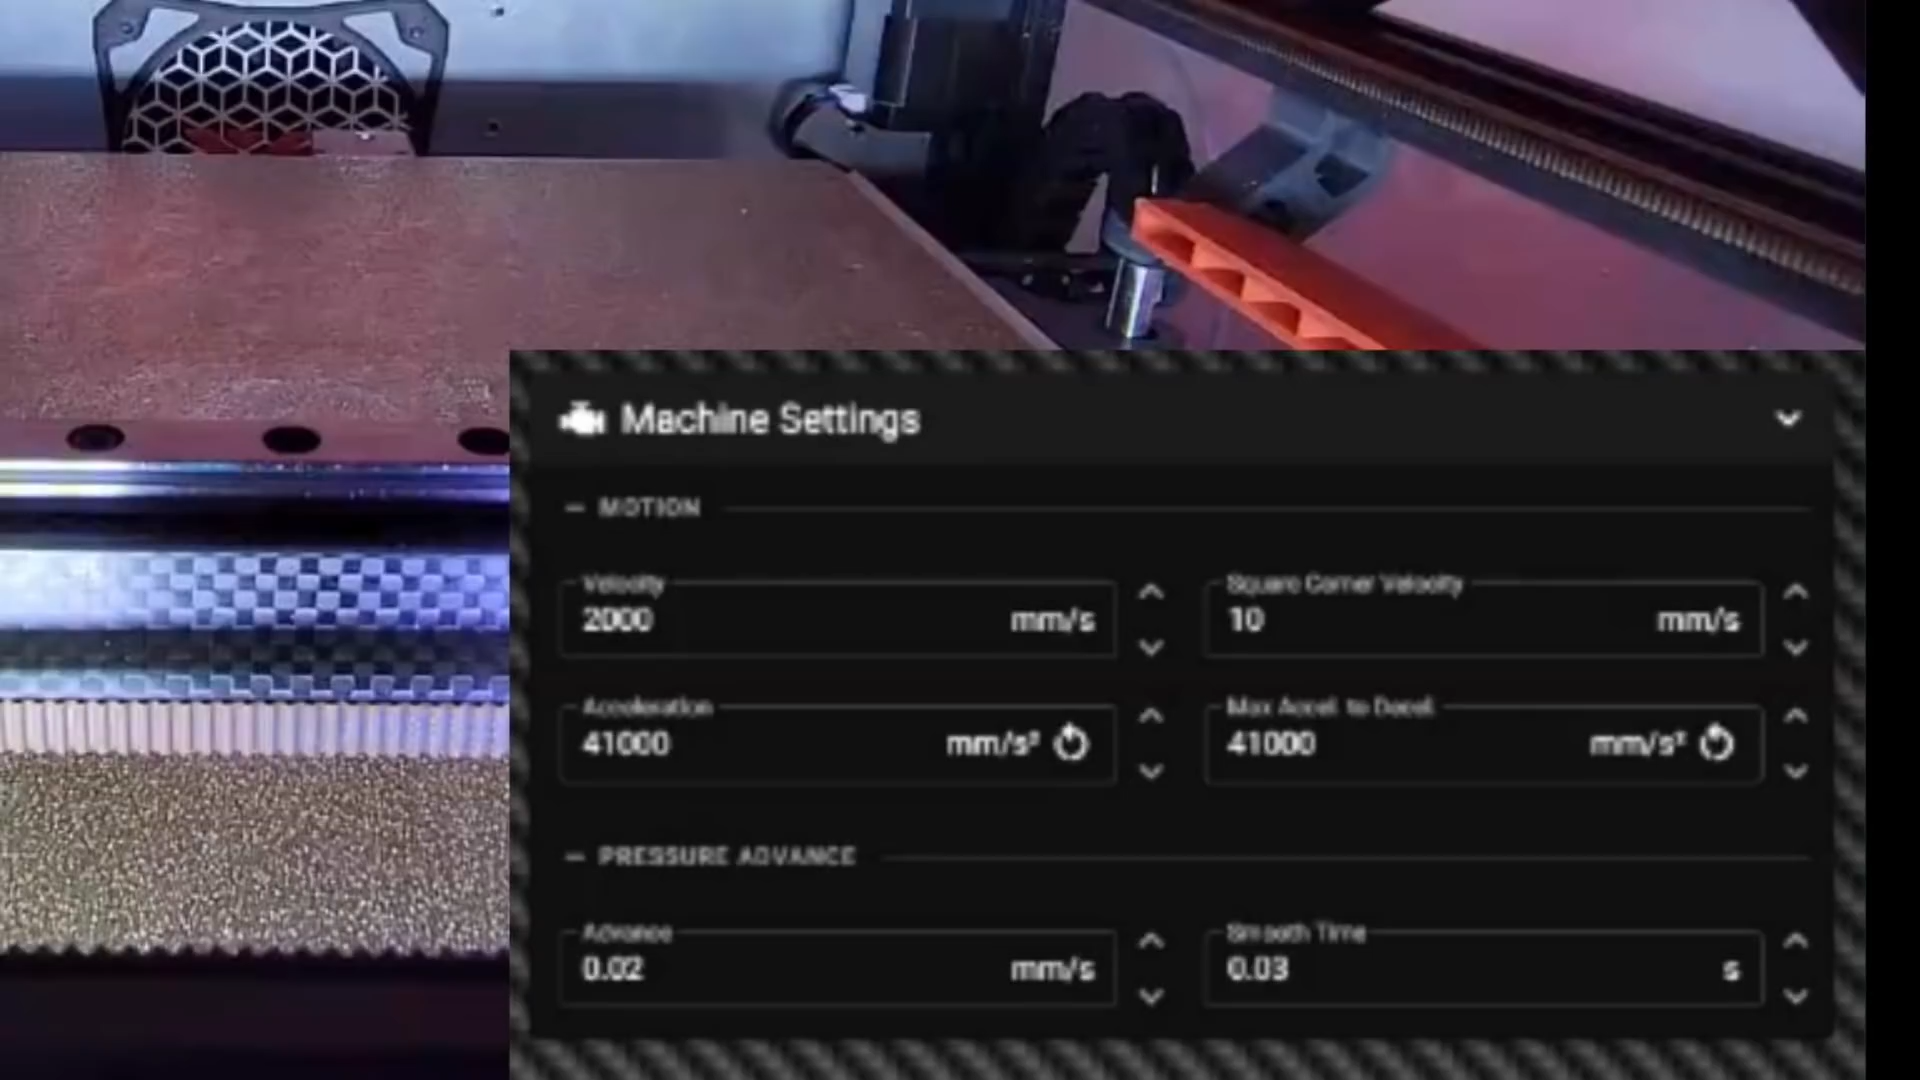 Machine Settings
MOTION
Velocity
2000 mm/s
Square Corner Velocity
10 mm/s
Acceleration
41000 mm/s²
Max Accel. to Decel.
41000 mm/s²
PRESSURE ADVANCE
Advance
0.02 mm/s
Smooth Time
0.03 s